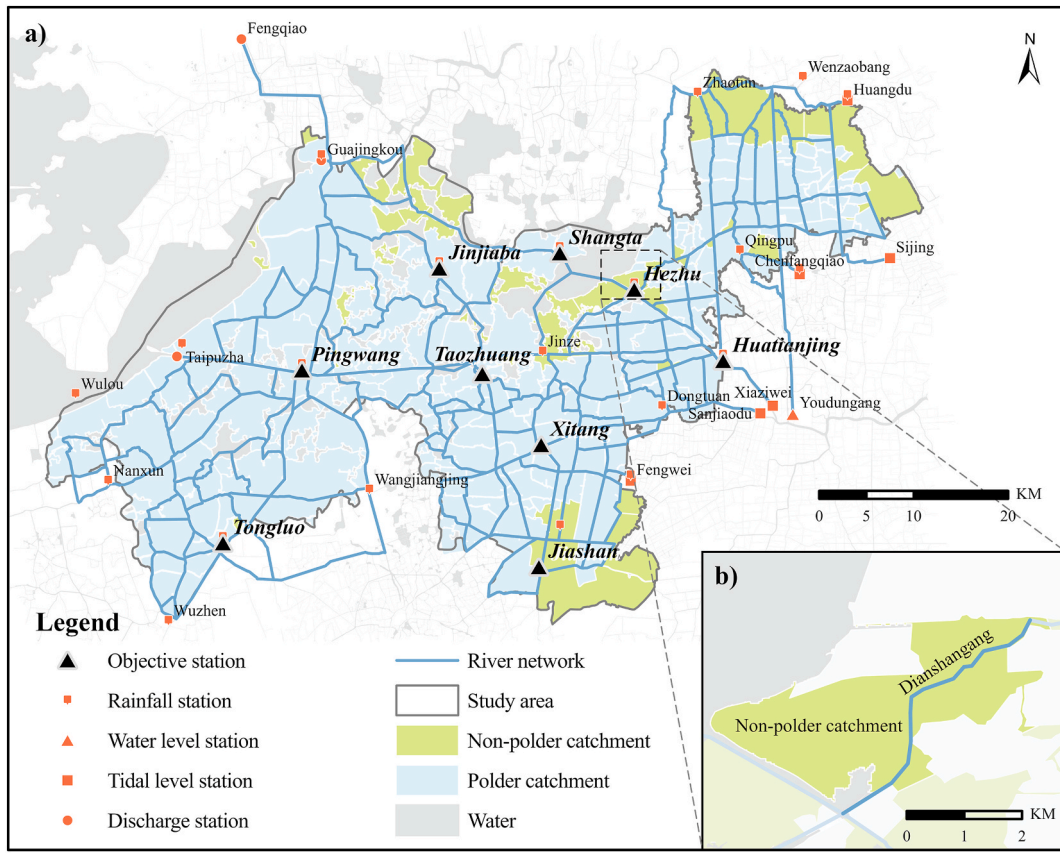 a)
Fengqiao
N
Wenzaobang
Zhaotun
Huangdu
Guajingkou
Shangta
Qingpu
Sijing
Jinjiaba
Chenfangqiao
Hezhu
Jinze
Huatianjing
Pingwang
Taozhuang
Taipuzha
Wulou
Xiaziwei
Dongtuan
Sanjiaodu
Youdungang
Xitang
Nanxun
Wangjiangjing
Fengwei
KM
0 5 10 20
Tongluo
Jiashan
Wuzhen
Legend
Objective station
Rainfall station
Water level station
Tidal level station
Discharge station
River network
Study area
Non-polder catchment
Polder catchment
Water
b)
Dianshangang
Non-polder catchment
KM
0 1 2